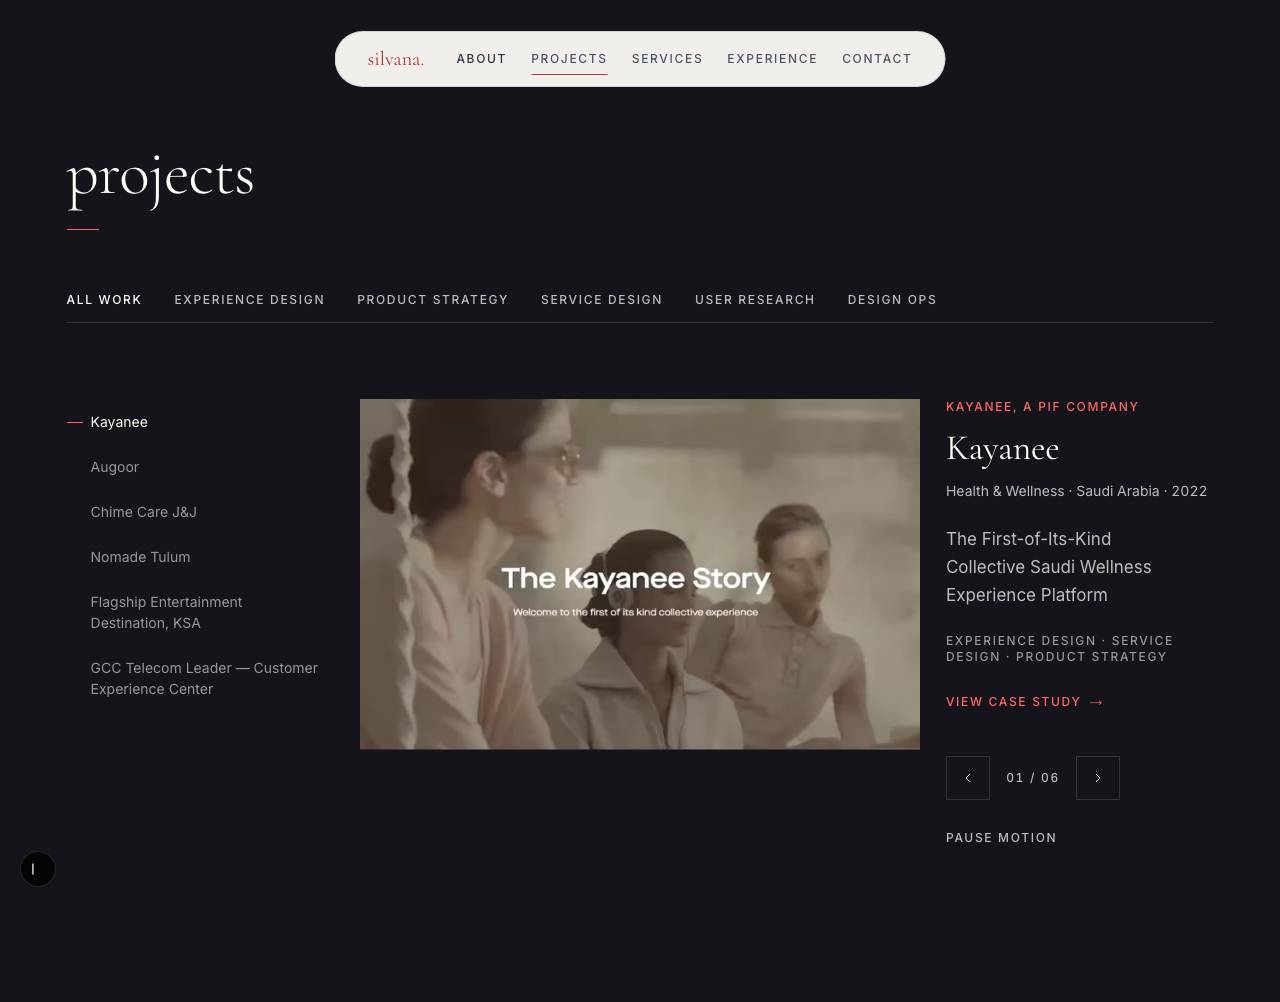 silvana. ABOUT PROJECTS SERVICES EXPERIENCE CONTACT
projects
ALL WORK EXPERIENCE DESIGN PRODUCT STRATEGY SERVICE DESIGN USER RESEARCH DESIGN OPS
Kayanee
Augoor
Chime Care J&J
Nomade Tulum
Flagship Entertainment
Destination, KSA
GCC Telecom Leader — Customer
Experience Center
The Kayanee Story
Welcome to the first of its kind collective experience
KAYANEE, A PIF COMPANY
Kayanee
Health & Wellness · Saudi Arabia · 2022
The First-of-Its-Kind
Collective Saudi Wellness
Experience Platform
EXPERIENCE DESIGN · SERVICE
DESIGN · PRODUCT STRATEGY
VIEW CASE STUDY →
01 / 06
PAUSE MOTION